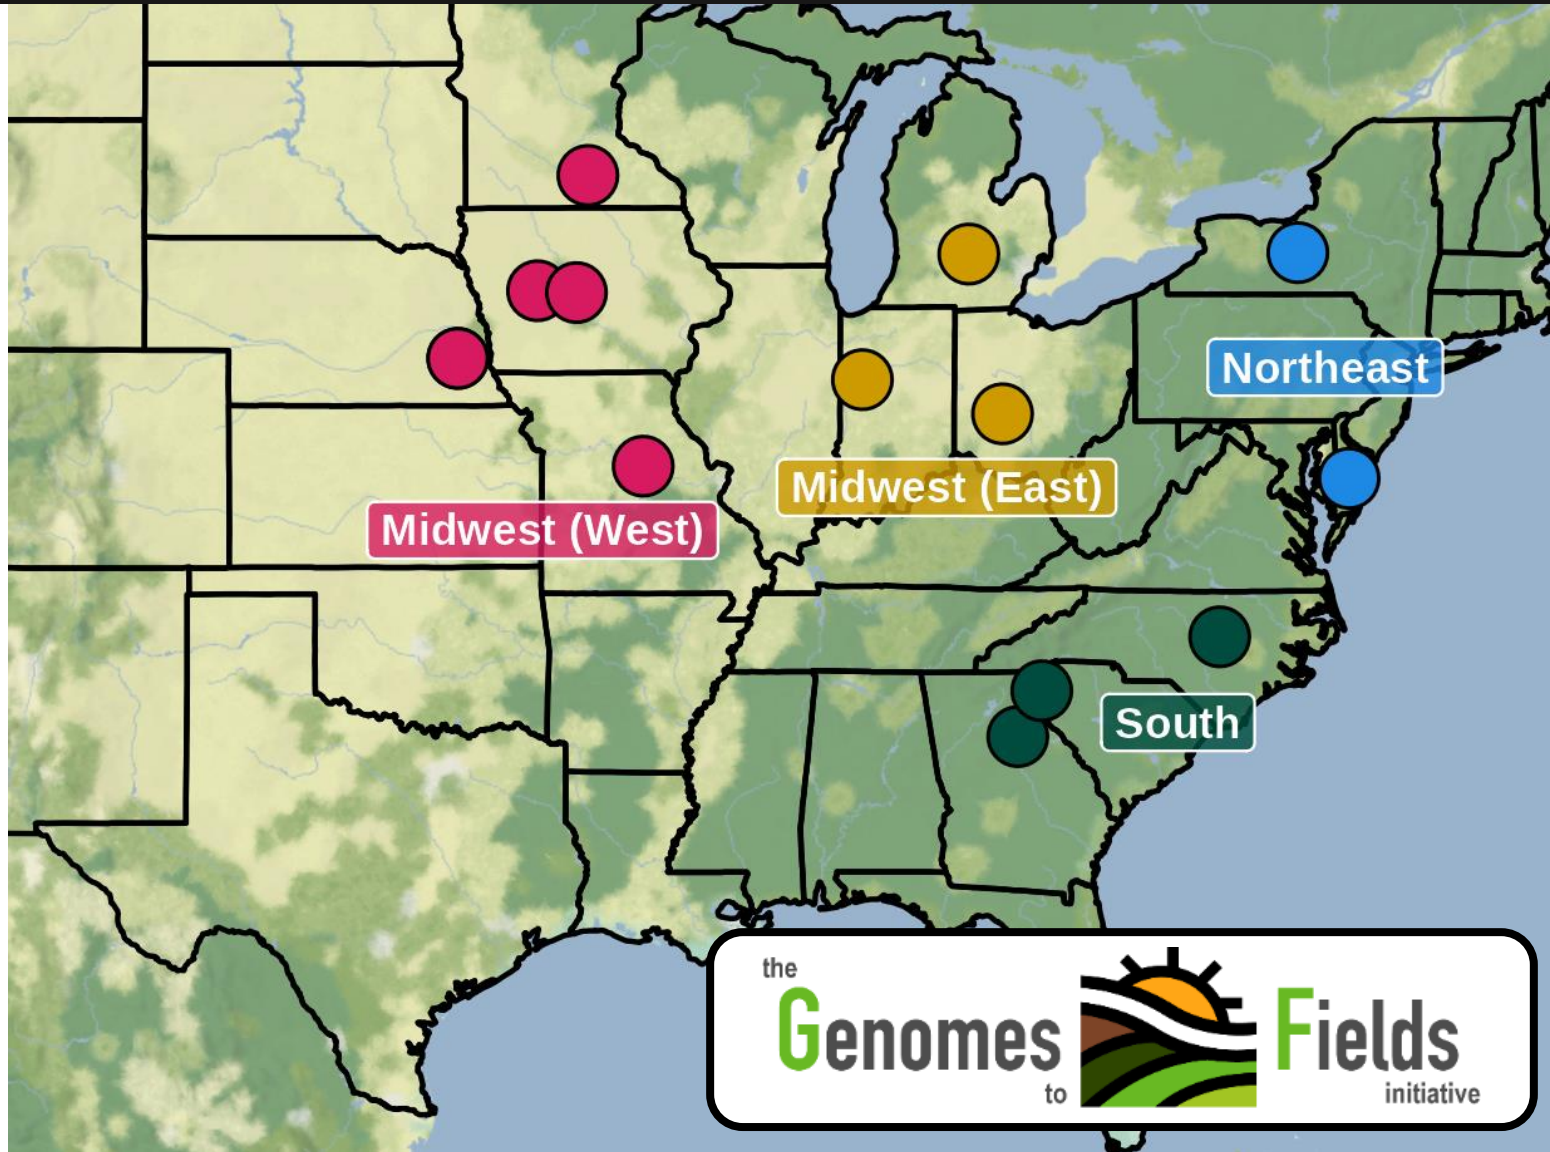 Northeast
Midwest (East)
Midwest (West)
South
the
Genomes
to
Fields
initiative